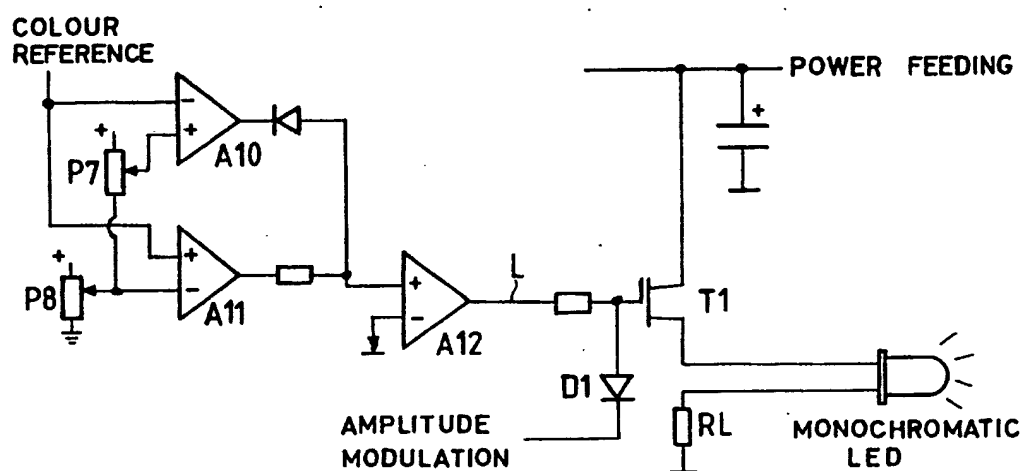 COLOUR
REFERENCE
POWER FEEDING
-
+
A10
+
P7
+
-
A11
+
P8
+
-
A12
L
T1
+
D1
AMPLITUDE
MODULATION
RL
MONOCHROMATIC
LED